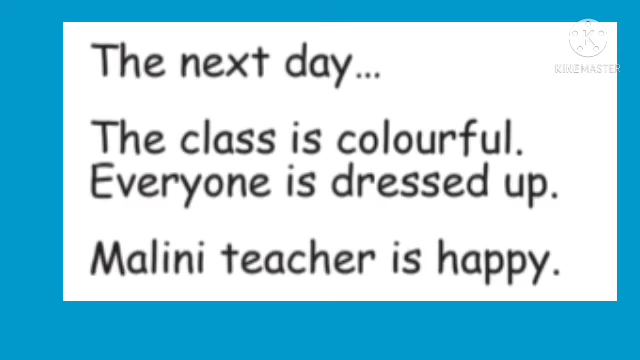 The next day...
The class is colourful.
Everyone is dressed up.
Malini teacher is happy.
KINEMASTER